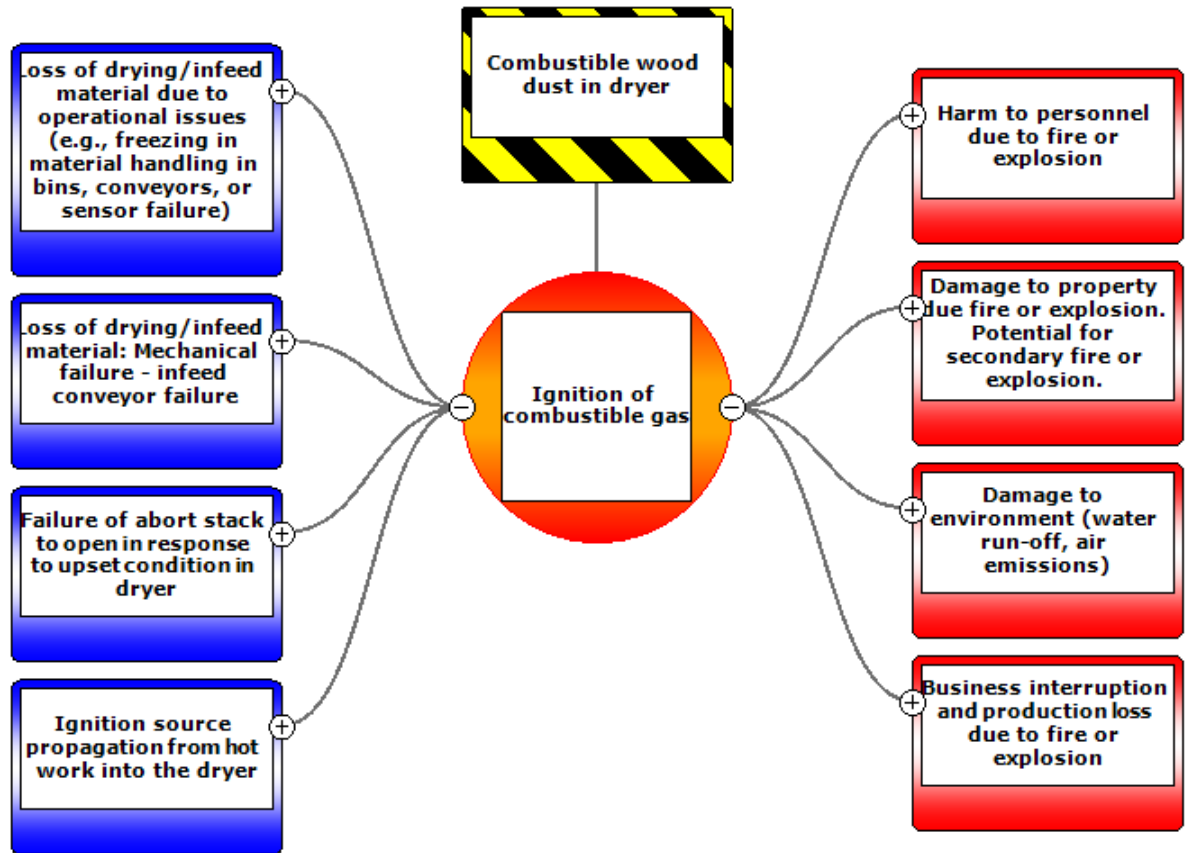 Loss of drying/infeed
material due to
operational issues
(e.g., freezing in
material handling in
bins, conveyors, or
sensor failure)
Loss of drying/infeed
material: Mechanical
failure - infeed
conveyor failure
Failure of abort stack
to open in response
to upset condition in
dryer
Ignition source
propagation from hot
work into the dryer
Combustible wood
dust in dryer
Ignition of
combustible gas
Harm to personnel
due to fire or
explosion
Damage to property
due fire or explosion.
Potential for
secondary fire or
explosion.
Damage to
environment (water
run-off, air
emissions)
Business interruption
and production loss
due to fire or
explosion